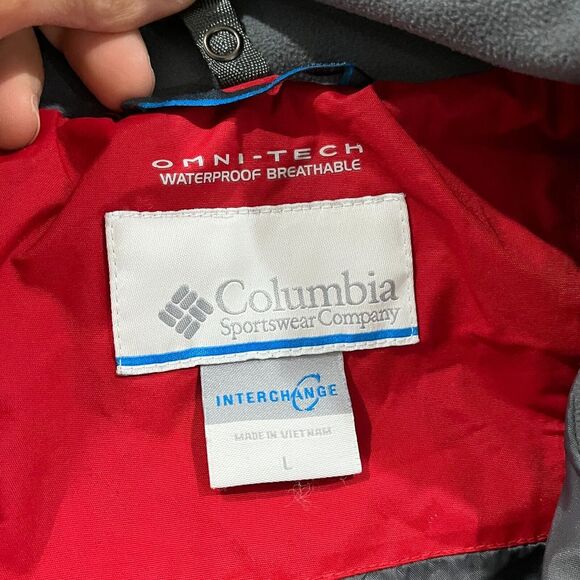 OMNI-TECH
WATERPROOF BREATHABLE
Columbia
Sportswear Company
INTERCHANGE
MADE IN VIETNAM
L